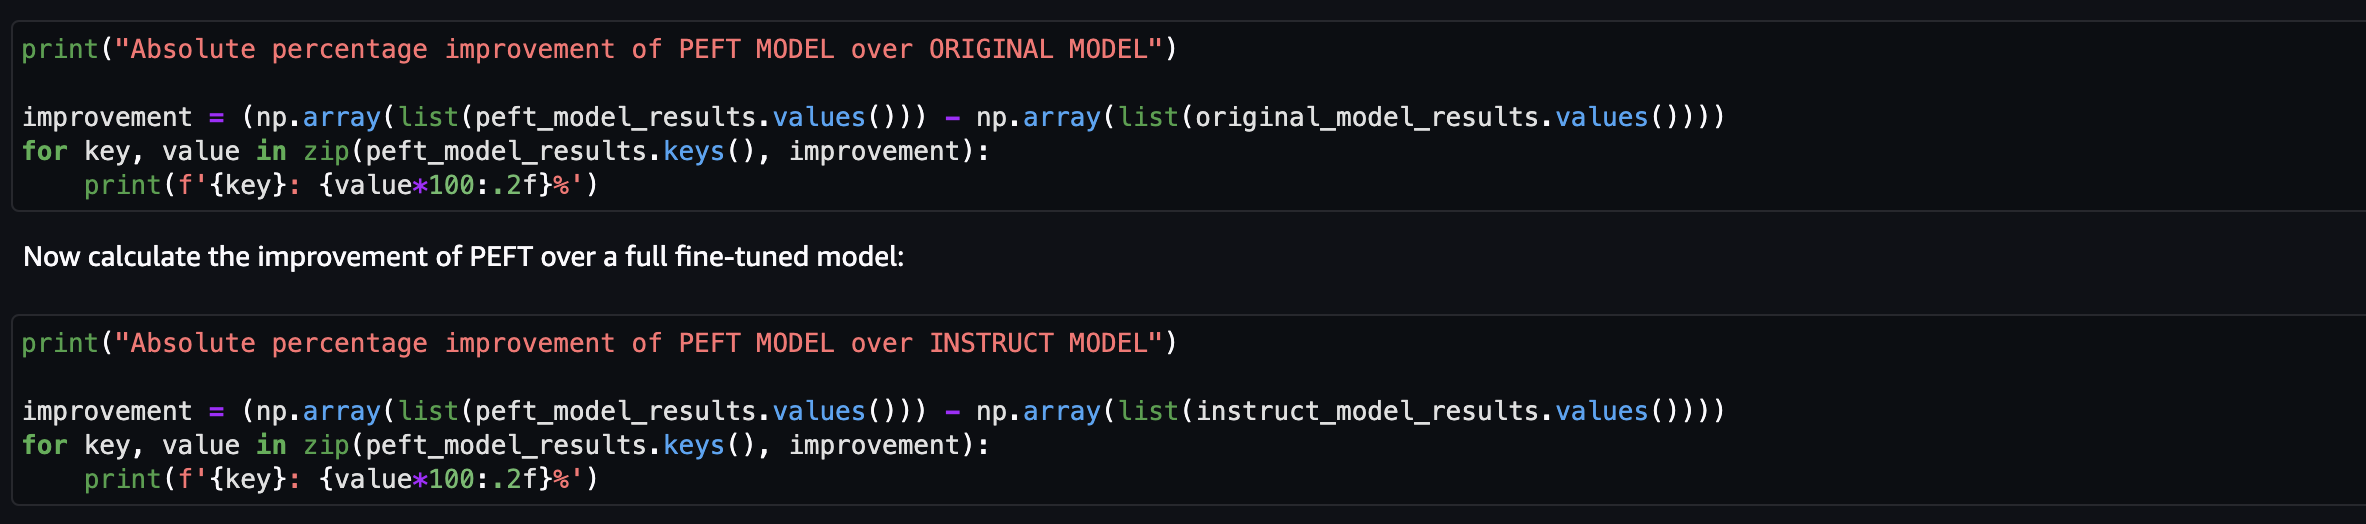 print("Absolute percentage improvement of PEFT MODEL over ORIGINAL MODEL")

improvement = (np.array(list(peft_model_results.values())) - np.array(list(original_model_results.values())))
for key, value in zip(peft_model_results.keys(), improvement):
    print(f'{key}: {value*100:.2f}%')
Now calculate the improvement of PEFT over a full fine-tuned model:
print("Absolute percentage improvement of PEFT MODEL over INSTRUCT MODEL")

improvement = (np.array(list(peft_model_results.values())) - np.array(list(instruct_model_results.values())))
for key, value in zip(peft_model_results.keys(), improvement):
    print(f'{key}: {value*100:.2f}%')